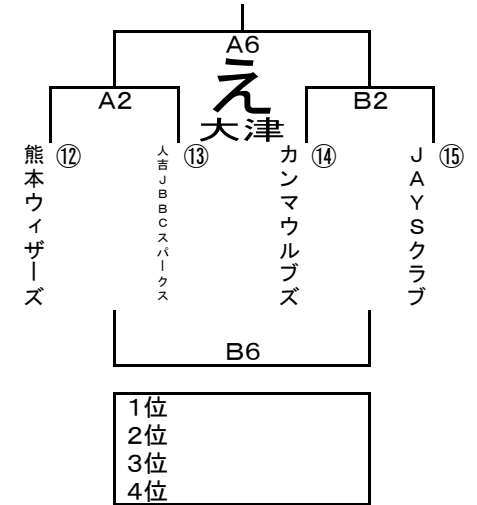 A6
え
大津
A2
B2
熊本ウィザーズ
⑫
人吉JBBCスパークス
⑬
カンマウルブズ
⑭
JAYSクラブ
⑮
B6
1位
2位
3位
4位